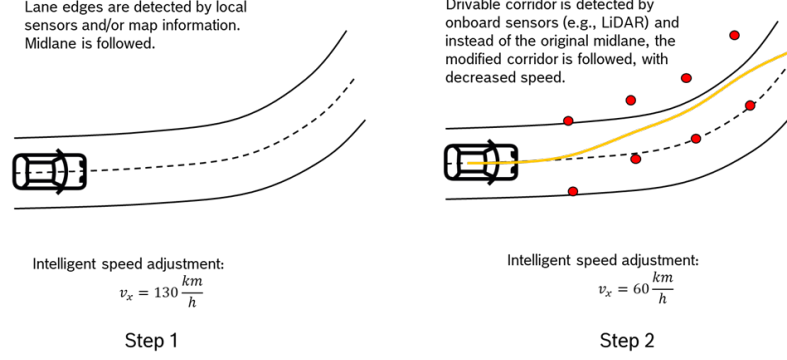 Lane edges are detected by local
sensors and/or map information.
Midlane is followed.
Intelligent speed adjustment:
v_x = 130 km/h
Step 1
Drivable corridor is detected by
onboard sensors (e.g., LiDAR) and
instead of the original midlane, the
modified corridor is followed, with
decreased speed.
Intelligent speed adjustment:
v_x = 60 km/h
Step 2